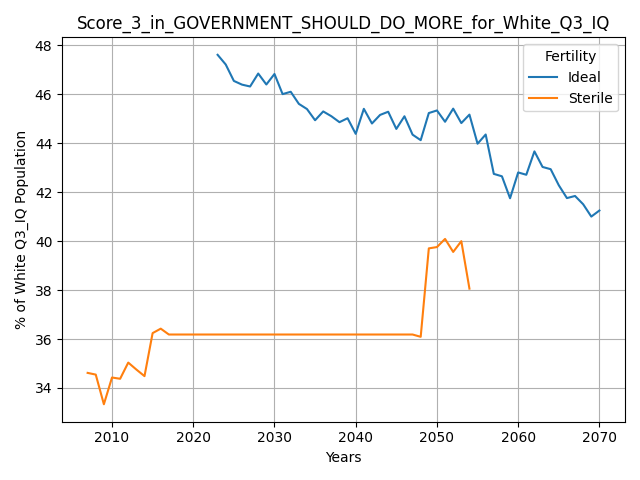 Score_3_in_GOVERNMENT_SHOULD_DO_MORE_for_White_Q3_IQ
Fertility
Ideal
Sterile
% of White Q3_IQ Population
48
46
44
42
40
38
36
34
2010 2020 2030 2040 2050 2060 2070
Years